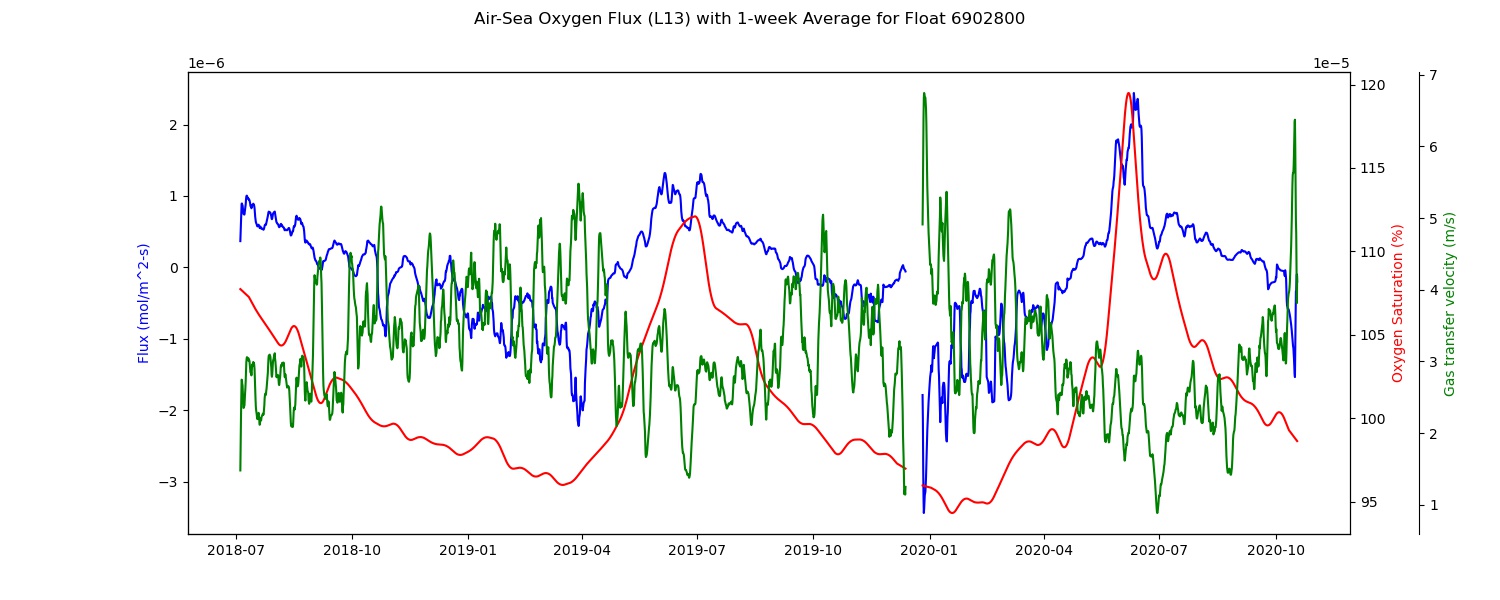 Air-Sea Oxygen Flux (L13) with 1-week Average for Float 6902800
1e−6
1e−5
Flux (mol/m^2-s)
2
1
0
−1
−2
−3
120
115
110
105
100
95
Oxygen Saturation (%)
7
6
5
4
3
2
1
Gas transfer velocity (m/s)
2018-07 2018-10 2019-01 2019-04 2019-07 2019-10 2020-01 2020-04 2020-07 2020-10